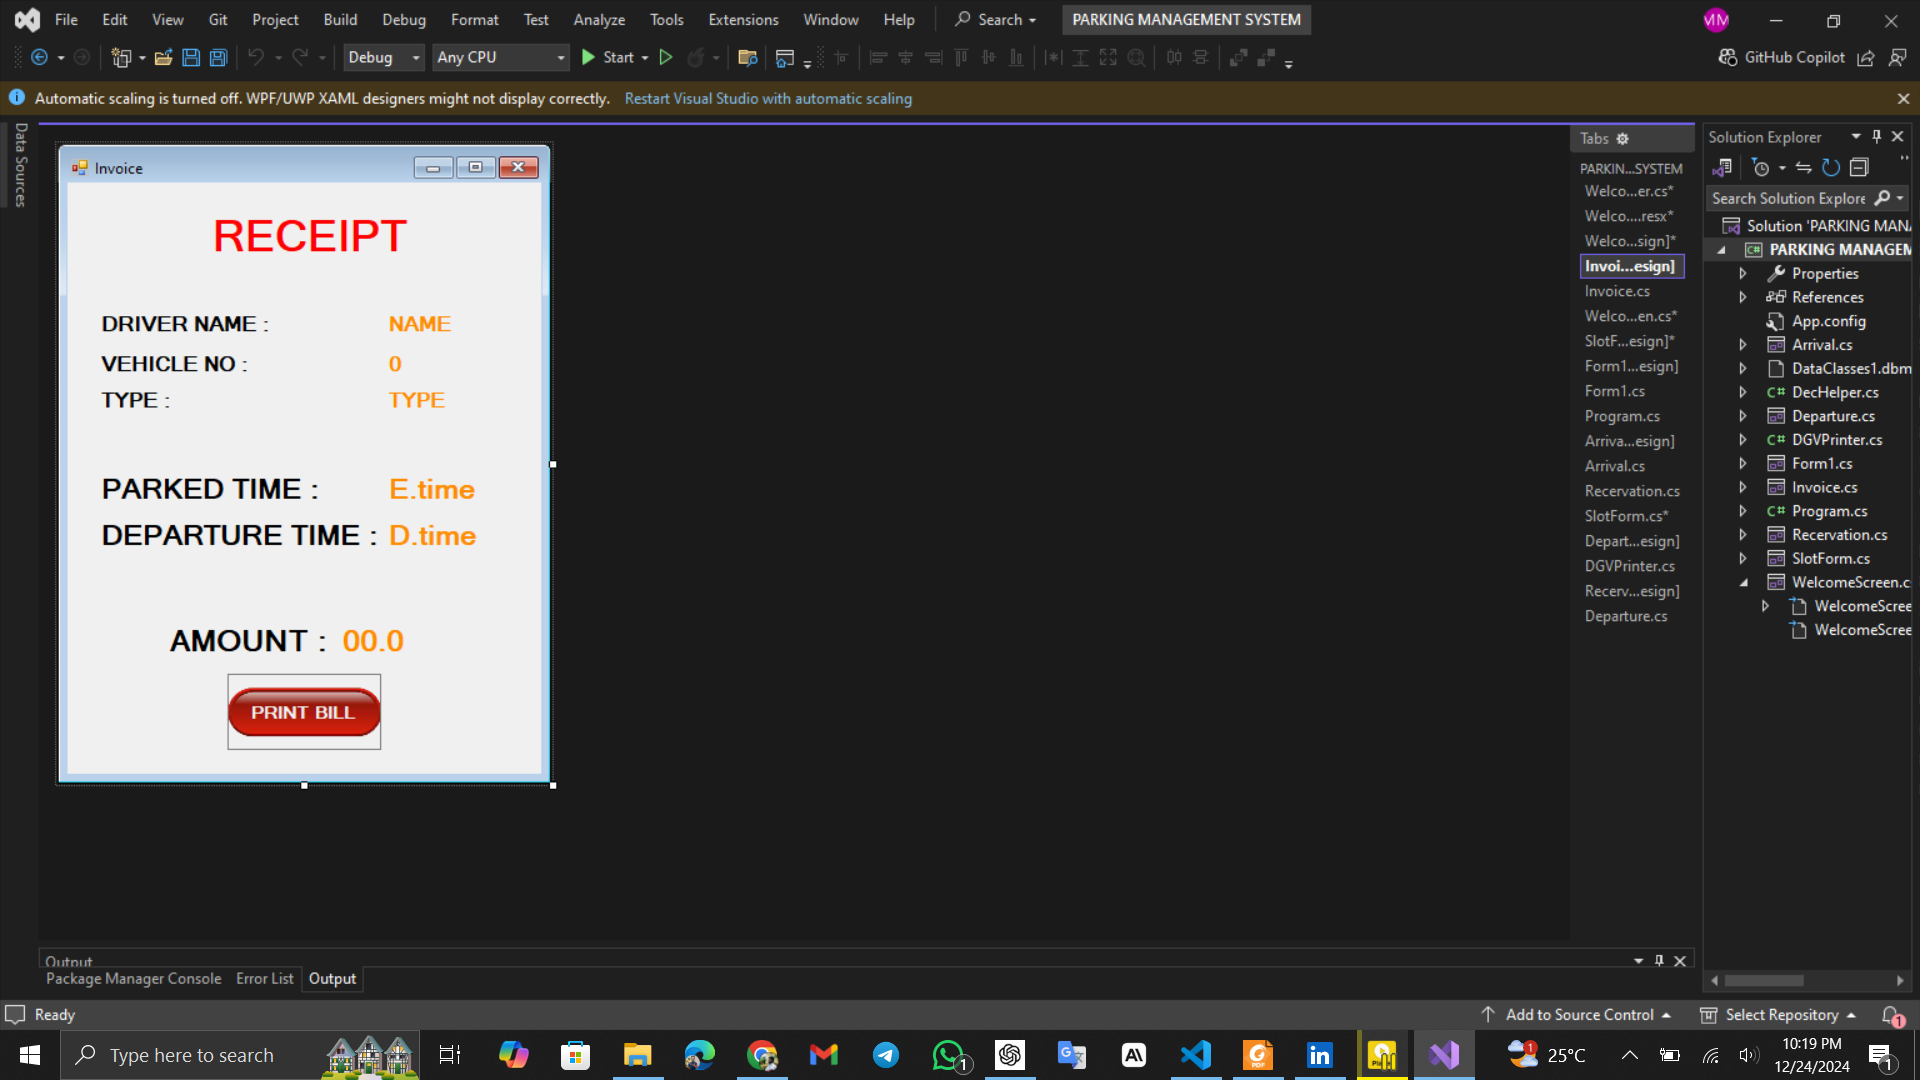 File Edit View Git Project Build Debug Format Test Analyze Tools Extensions Window Help Search PARKING MANAGEMENT SYSTEM
Debug Any CPU Start GitHub Copilot
Automatic scaling is turned off. WPF/UWP XAML designers might not display correctly. Restart Visual Studio with automatic scaling
Data Sources
Invoice
RECEIPT
DRIVER NAME : NAME
VEHICLE NO : 0
TYPE : TYPE
PARKED TIME : E.time
DEPARTURE TIME : D.time
AMOUNT : 00.0
PRINT BILL
Tabs
PARKIN...SYSTEM
Welco...er.cs*
Welco....resx*
Welco...sign]*
Invoi...esign]
Invoice.cs
Welco...en.cs*
SlotF...esign]*
Form1...esign]
Form1.cs
Program.cs
Arriva...esign]
Arrival.cs
Recervation.cs
SlotForm.cs*
Depart...esign]
DGVPrinter.cs
Recerv...esign]
Departure.cs
Solution Explorer
Search Solution Explore
Solution 'PARKING MANA
C# PARKING MANAGEM
Properties
References
App.config
Arrival.cs
DataClasses1.dbm
C# DecHelper.cs
Departure.cs
C# DGVPrinter.cs
Form1.cs
Invoice.cs
C# Program.cs
Recervation.cs
SlotForm.cs
WelcomeScreen.c
WelcomeScree
WelcomeScree
Output
Package Manager Console Error List Output
Ready Add to Source Control Select Repository 1
Type here to search 1 25°C 10:19 PM
12/24/2024 1